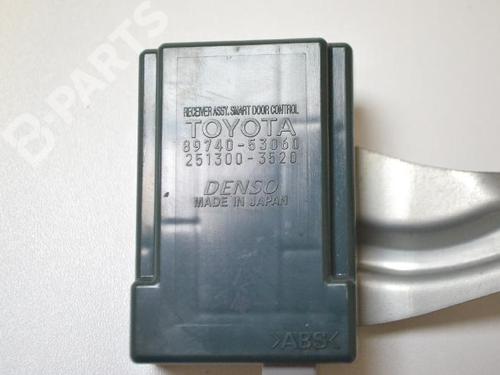 B-PARTS
RECEIVER ASSY, SMART DOOR CONTROL
TOYOTA
89740-53060
251300-3520
DENSO
MADE IN JAPAN
>ABS<